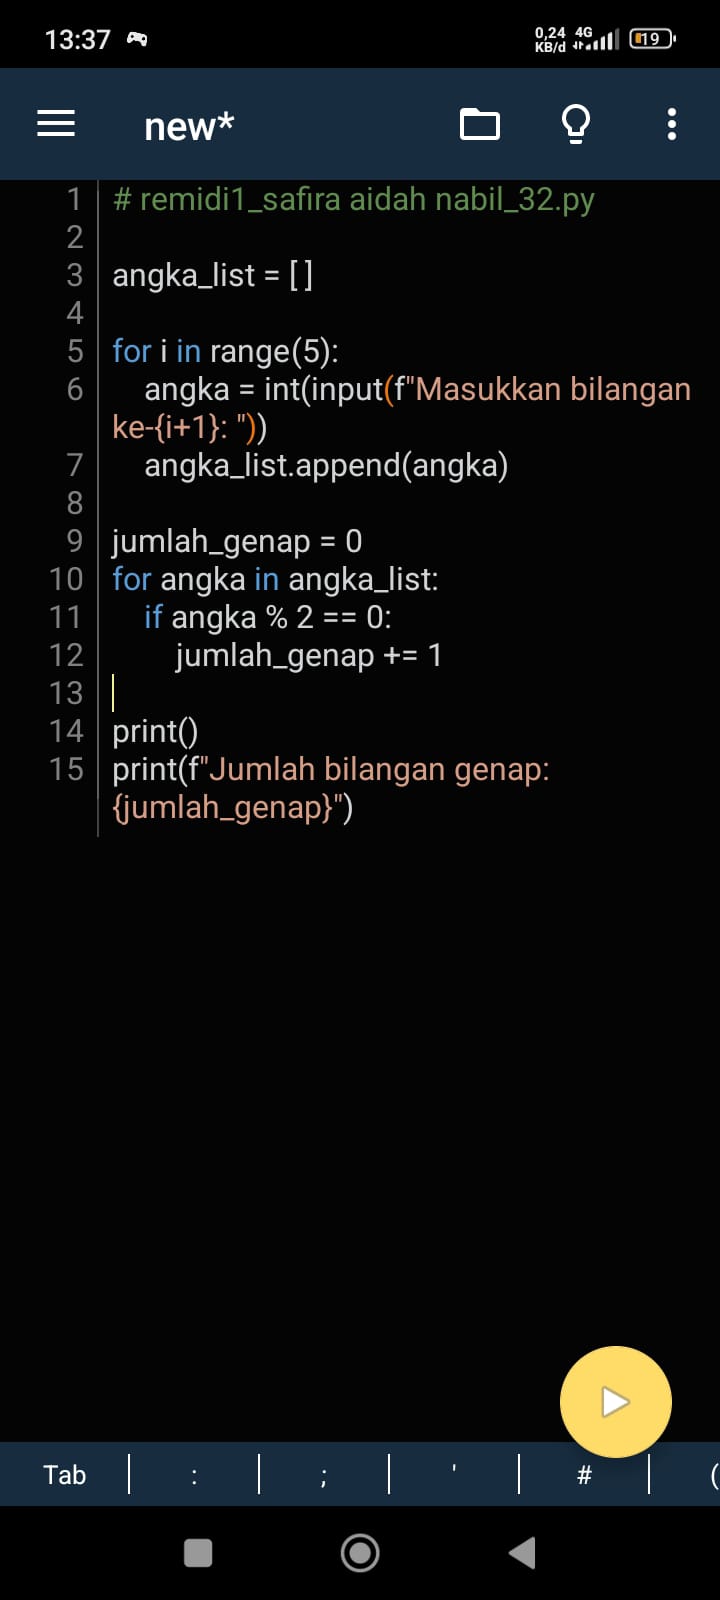 13:37 0,24 KB/d 4G 19
new*
1 # remidi1_safira aidah nabil_32.py
2
3 angka_list = []
4
5 for i in range(5):
6 angka = int(input(f"Masukkan bilangan
ke-{i+1}: "))
7 angka_list.append(angka)
8
9 jumlah_genap = 0
10 for angka in angka_list:
11 if angka % 2 == 0:
12 jumlah_genap += 1
13
14 print()
15 print(f"Jumlah bilangan genap:
{jumlah_genap}")
Tab : ; ' # (